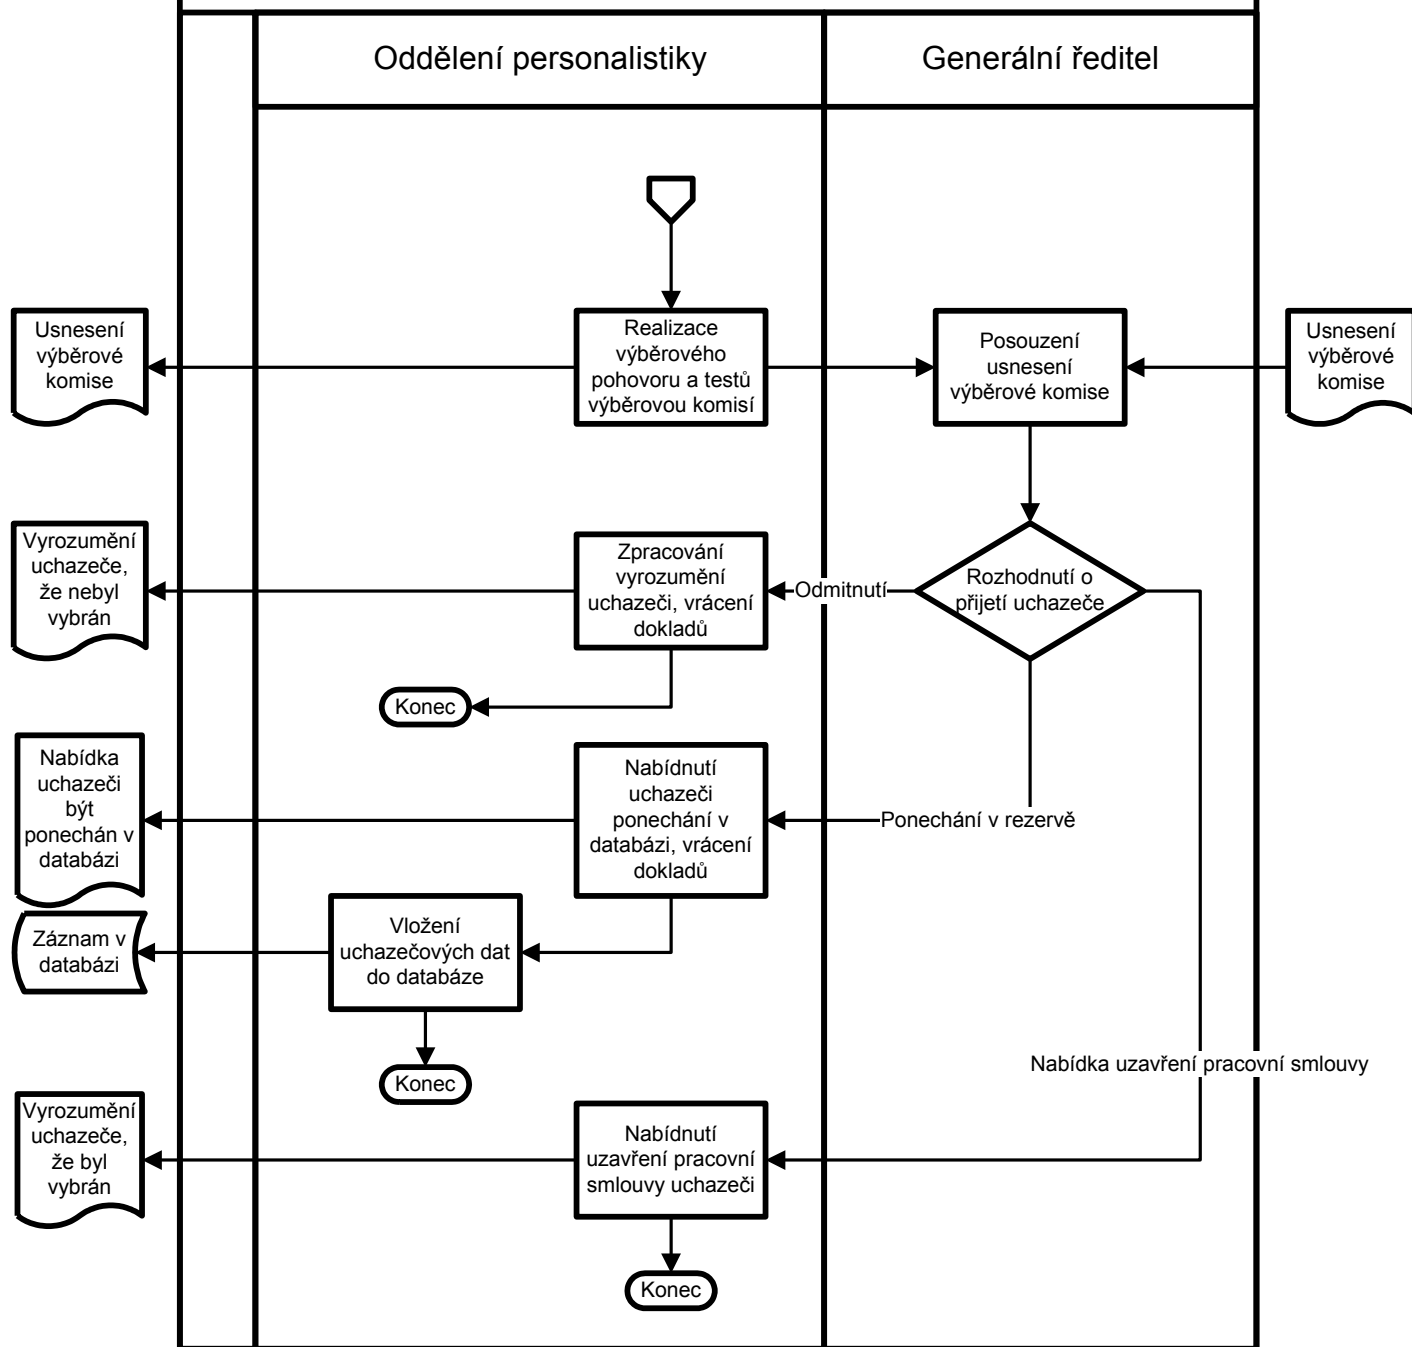 Oddělení personalistiky
Generální ředitel
Usnesení
výběrové
komise
Realizace
výběrového
pohovoru a testů
výběrovou komisí
Posouzení
usnesení
výběrové komise
Usnesení
výběrové
komise
Vyrozumění
uchazeče,
že nebyl
vybrán
Zpracování
vyrozumění
uchazeči, vrácení
dokladů
Odmitnutí
Rozhodnutí o
přijetí uchazeče
Konec
Nabídka
uchazeči
být
ponechán v
databázi
Nabídnutí
uchazeči
ponechání v
databázi, vrácení
dokladů
Ponechání v rezervě
Záznam v
databázi
Vložení
uchazečových dat
do databáze
Konec
Nabídka uzavření pracovní smlouvy
Vyrozumění
uchazeče,
že byl
vybrán
Nabídnutí
uzavření pracovní
smlouvy uchazeči
Konec